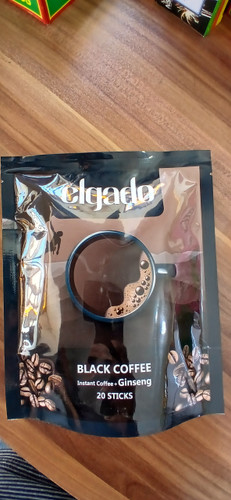 elgado
BLACK COFFEE
Instant Coffee + Ginseng
20 STICKS